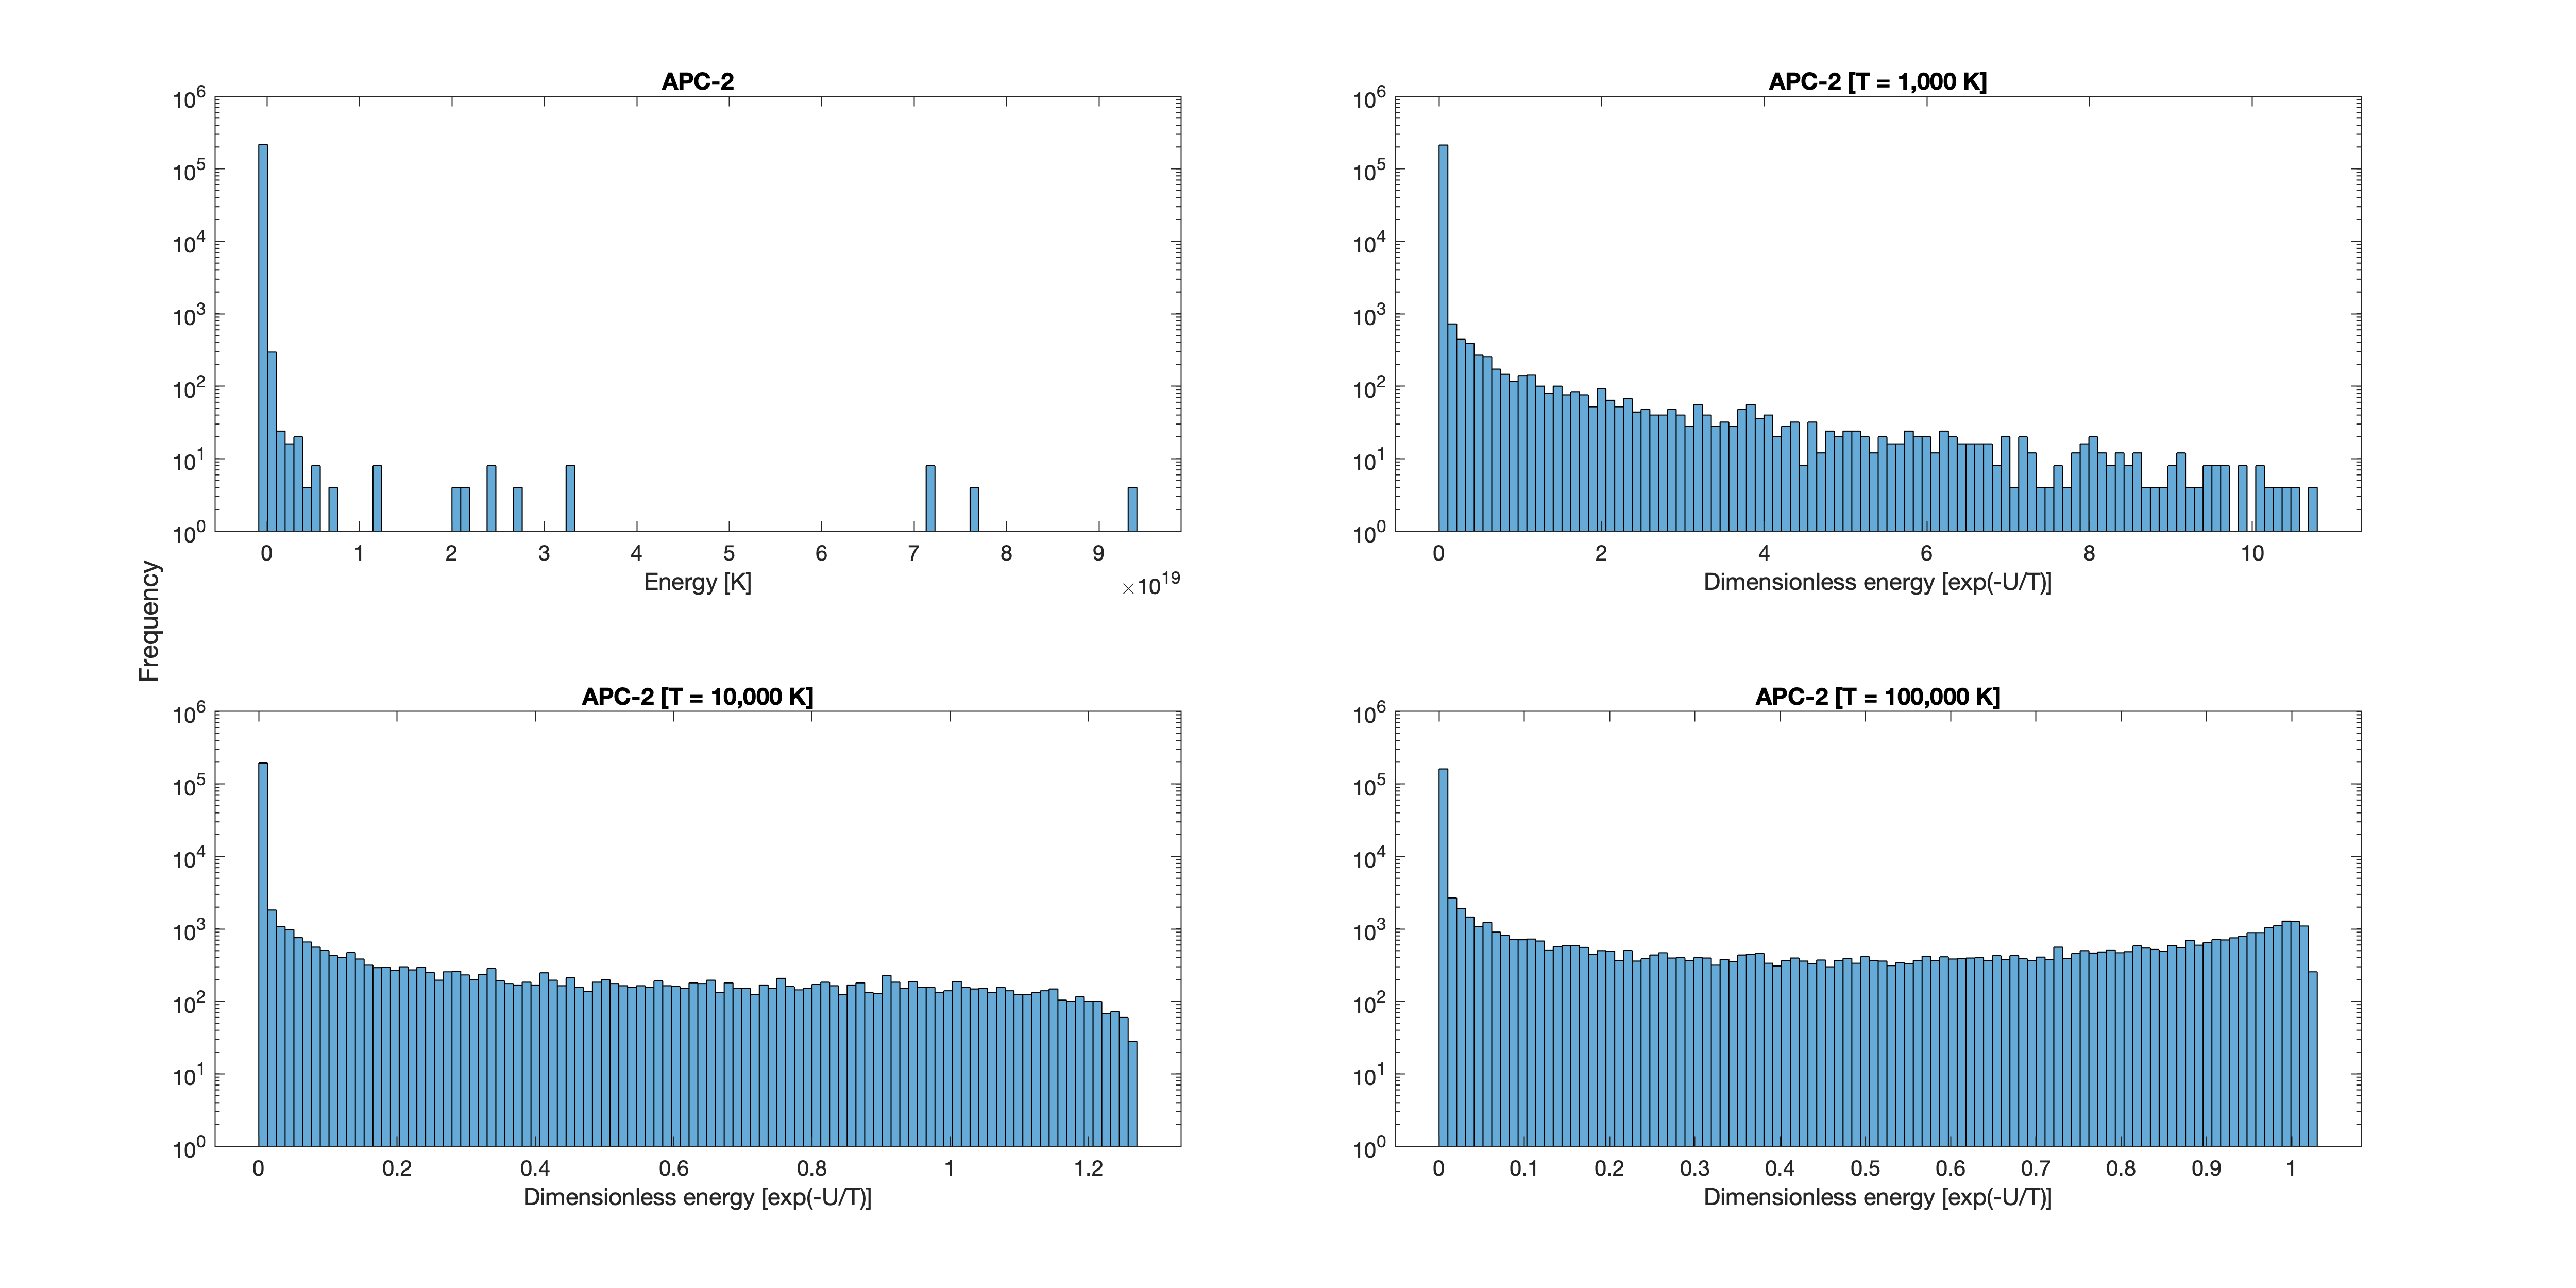 APC-2
10^6
10^5
10^4
10^3
10^2
10^1
10^0
0 1 2 3 4 5 6 7 8 9
Energy [K]
×10^19
APC-2 [T = 1,000 K]
10^6
10^5
10^4
10^3
10^2
10^1
10^0
0 2 4 6 8 10
Dimensionless energy [exp(-U/T)]
Frequency
APC-2 [T = 10,000 K]
10^6
10^5
10^4
10^3
10^2
10^1
10^0
0 0.2 0.4 0.6 0.8 1 1.2
Dimensionless energy [exp(-U/T)]
APC-2 [T = 100,000 K]
10^6
10^5
10^4
10^3
10^2
10^1
10^0
0 0.1 0.2 0.3 0.4 0.5 0.6 0.7 0.8 0.9 1
Dimensionless energy [exp(-U/T)]